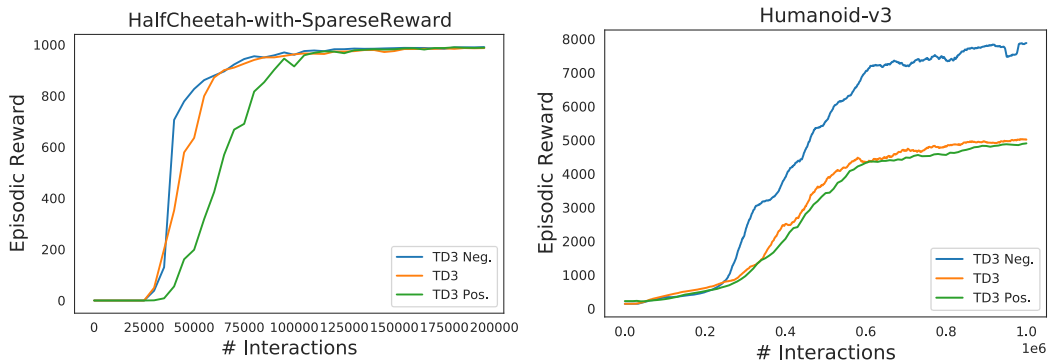 HalfCheetah-with-SpareseReward
Episodic Reward
1000
800
600
400
200
0
TD3 Neg.
TD3
TD3 Pos.
0 25000 50000 75000 100000 125000 150000 175000 200000
# Interactions
Humanoid-v3
Episodic Reward
8000
7000
6000
5000
4000
3000
2000
1000
0
TD3 Neg.
TD3
TD3 Pos.
0.0 0.2 0.4 0.6 0.8 1.0
1e6
# Interactions